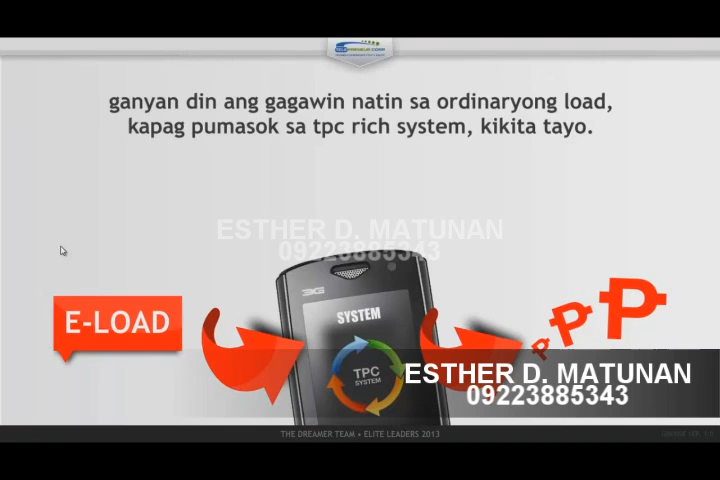 ganyan din ang gagawin natin sa ordinaryong load,
kapag pumasok sa tpc rich system, kikita tayo.
ESTHER D. MATUNAN
09223885343
3XG
SYSTEM
E-LOAD
TPC
SYSTEM
ESTHER D. MATUNAN
09223885343
THE DREAMER TEAM • ELITE LEADERS 2013